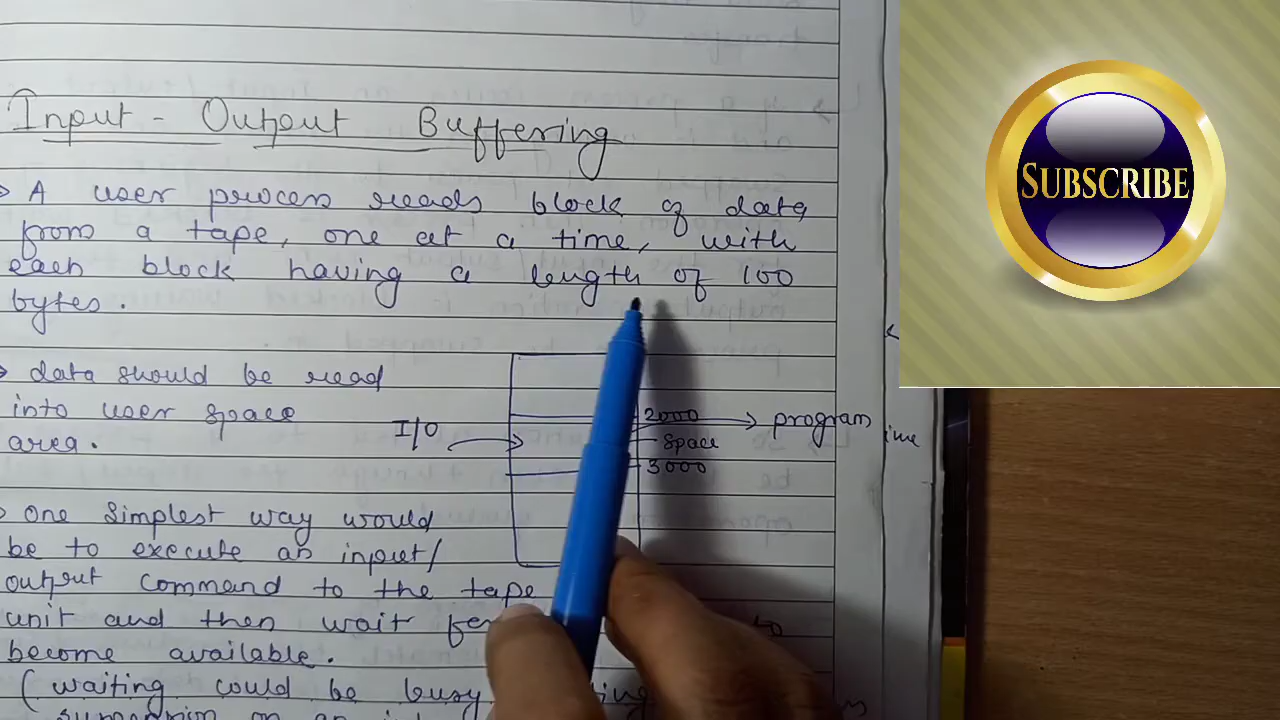 Input - Output Buffering
> A user process reads block of data
from a tape, one at a time, with
each block having a length of 100
bytes.
> data should be read
into user space
area.
I/O
2000
program
space
3000
ime
> One Simplest way would
be to execute an input/
output command to the tape
unit and then wait for to
become available.
( waiting could be busy
SUBSCRIBE